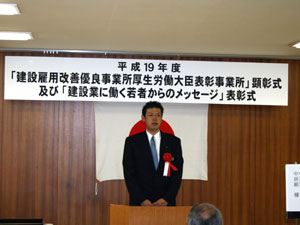 平成19年度
「建設雇用改善優良事業所厚生労働大臣表彰事業所」顕彰式
及び「建設業に働く若者からのメッセージ」表彰式